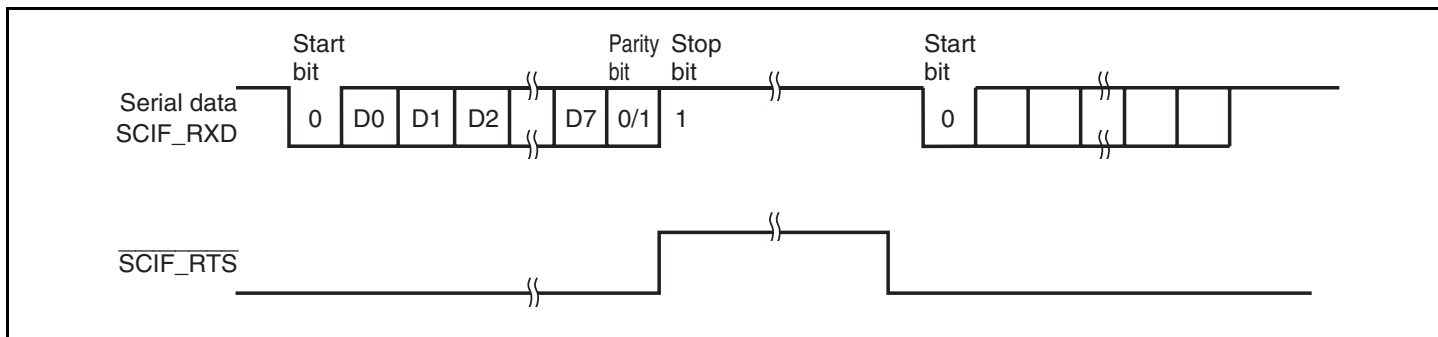 Start
bit
Parity
bit
Stop
bit
Start
bit
Serial data
SCIF_RXD
0 D0 D1 D2 D7 0/1 1 0
SCIF_RTS